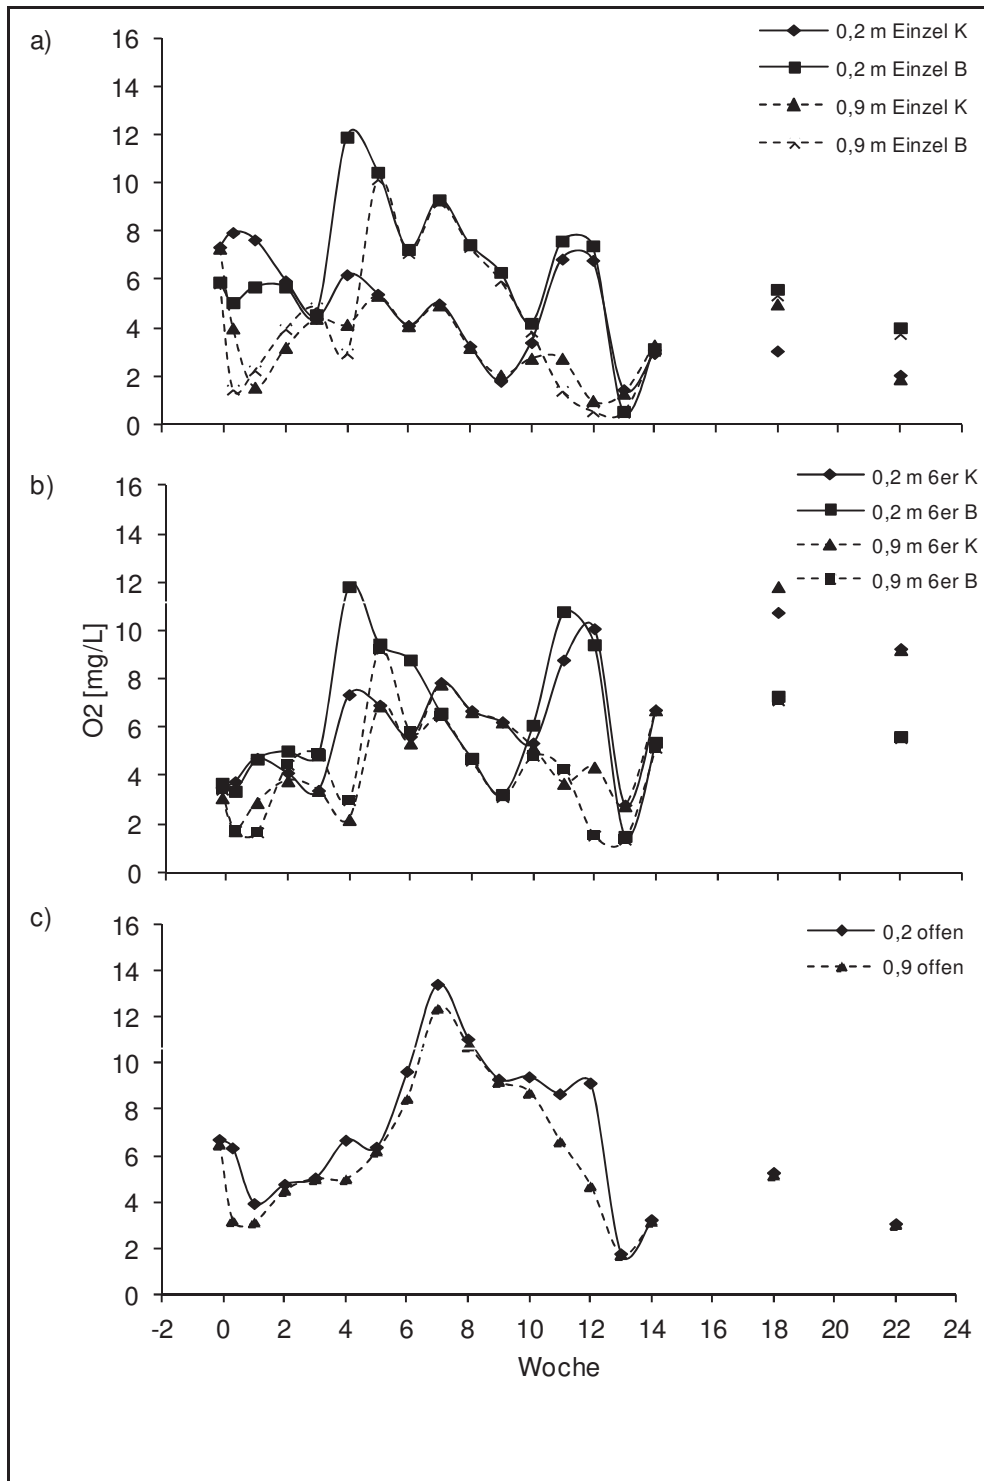 a)
16
14
12
10
8
6
4
2
0
0,2 m Einzel K
0,2 m Einzel B
0,9 m Einzel K
0,9 m Einzel B
b)
O2 [mg/L]
16
14
12
10
8
6
4
2
0
0,2 m 6er K
0,2 m 6er B
0,9 m 6er K
0,9 m 6er B
c)
16
14
12
10
8
6
4
2
0
0,2 offen
0,9 offen
-2 0 2 4 6 8 10 12 14 16 18 20 22 24
Woche